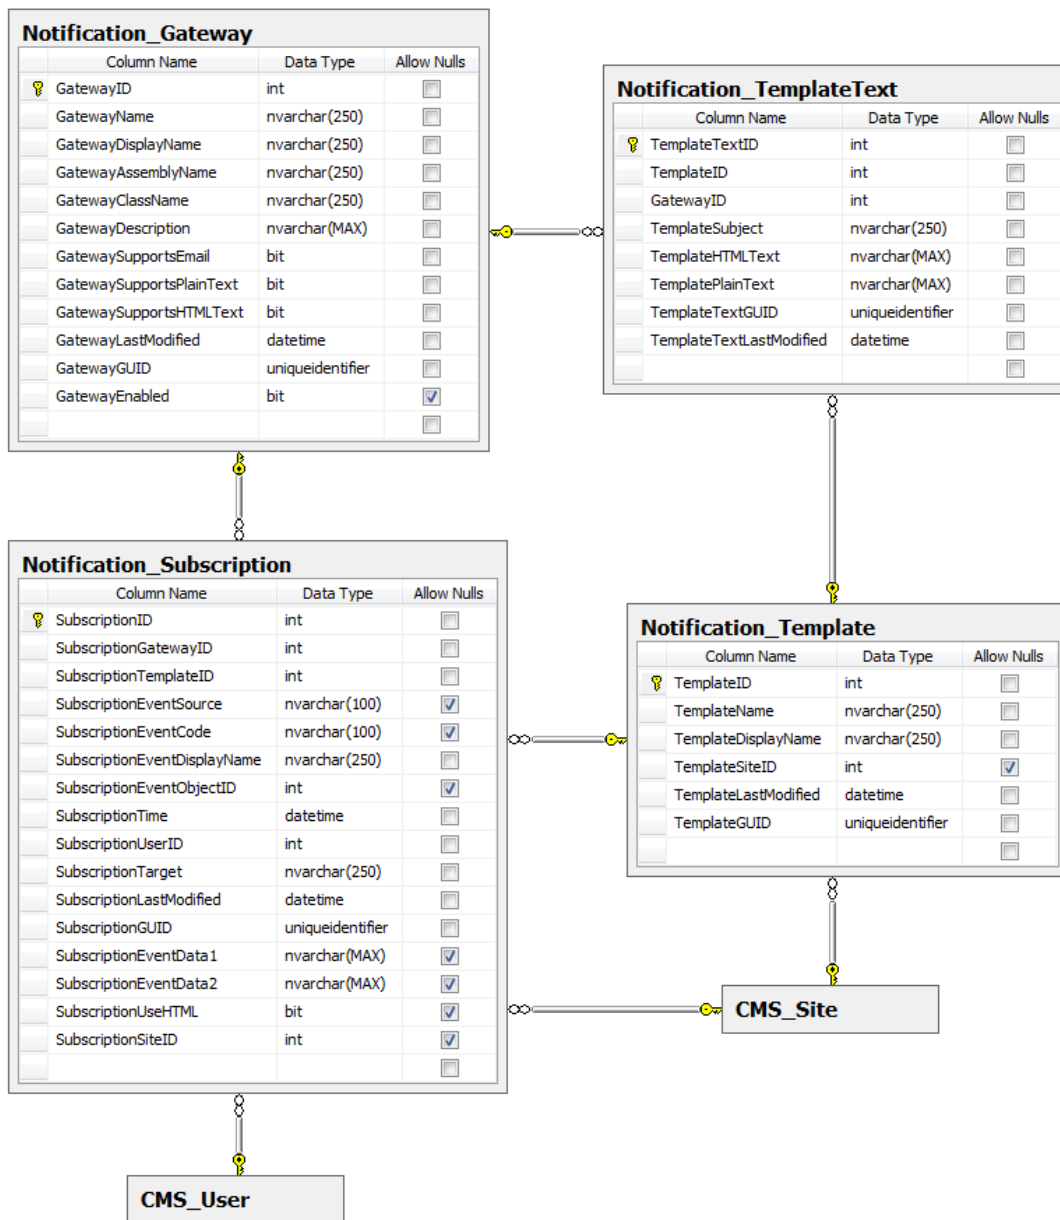 Notification_Gateway
Column Name Data Type Allow Nulls
GatewayID int
GatewayName nvarchar(250)
GatewayDisplayName nvarchar(250)
GatewayAssemblyName nvarchar(250)
GatewayClassName nvarchar(250)
GatewayDescription nvarchar(MAX)
GatewaySupportsEmail bit
GatewaySupportsPlainText bit
GatewaySupportsHTMLText bit
GatewayLastModified datetime
GatewayGUID uniqueidentifier
GatewayEnabled bit
Notification_TemplateText
Column Name Data Type Allow Nulls
TemplateTextID int
TemplateID int
GatewayID int
TemplateSubject nvarchar(250)
TemplateHTMLText nvarchar(MAX)
TemplatePlainText nvarchar(MAX)
TemplateTextGUID uniqueidentifier
TemplateTextLastModified datetime
Notification_Subscription
Column Name Data Type Allow Nulls
SubscriptionID int
SubscriptionGatewayID int
SubscriptionTemplateID int
SubscriptionEventSource nvarchar(100)
SubscriptionEventCode nvarchar(100)
SubscriptionEventDisplayName nvarchar(250)
SubscriptionEventObjectID int
SubscriptionTime datetime
SubscriptionUserID int
SubscriptionTarget nvarchar(250)
SubscriptionLastModified datetime
SubscriptionGUID uniqueidentifier
SubscriptionEventData1 nvarchar(MAX)
SubscriptionEventData2 nvarchar(MAX)
SubscriptionUseHTML bit
SubscriptionSiteID int
Notification_Template
Column Name Data Type Allow Nulls
TemplateID int
TemplateName nvarchar(250)
TemplateDisplayName nvarchar(250)
TemplateSiteID int
TemplateLastModified datetime
TemplateGUID uniqueidentifier
CMS_Site
CMS_User